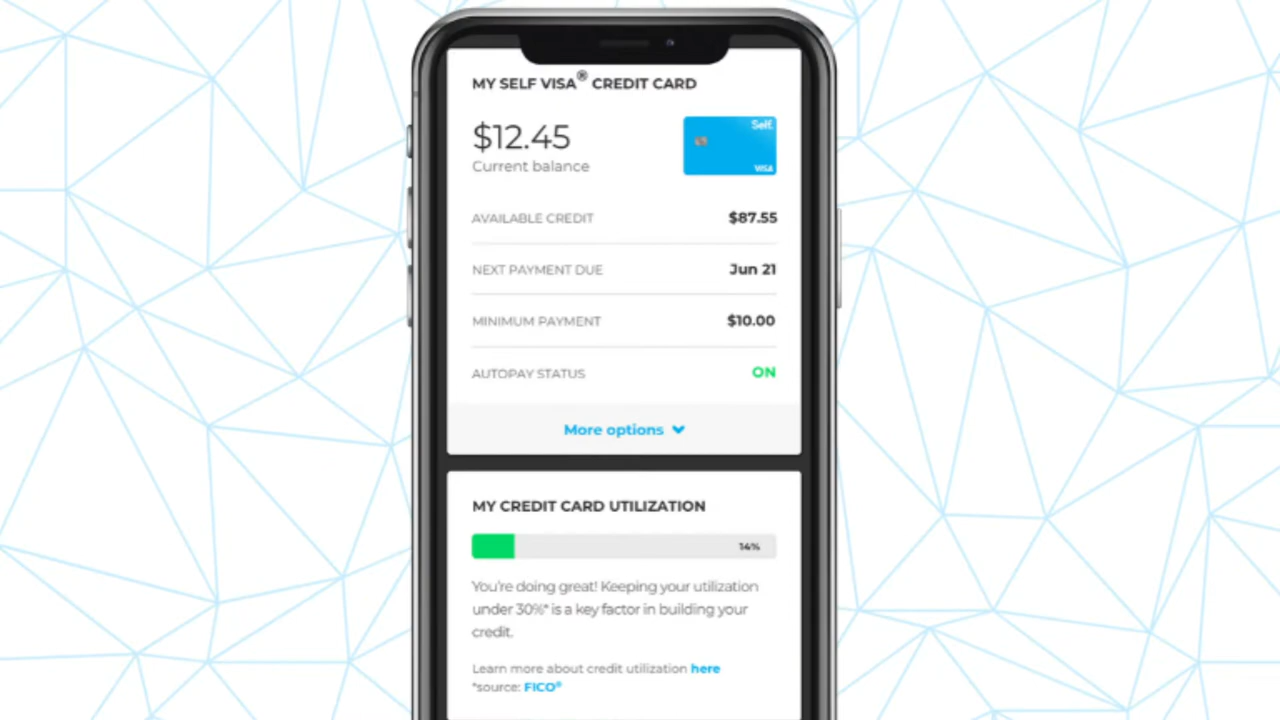 MY SELF VISA® CREDIT CARD
$12.45
Current balance
Self.
VISA
AVAILABLE CREDIT $87.55
NEXT PAYMENT DUE Jun 21
MINIMUM PAYMENT $10.00
AUTOPAY STATUS ON
More options
MY CREDIT CARD UTILIZATION
14%
You're doing great! Keeping your utilization
under 30%* is a key factor in building your
credit.
Learn more about credit utilization here
*source: FICO®